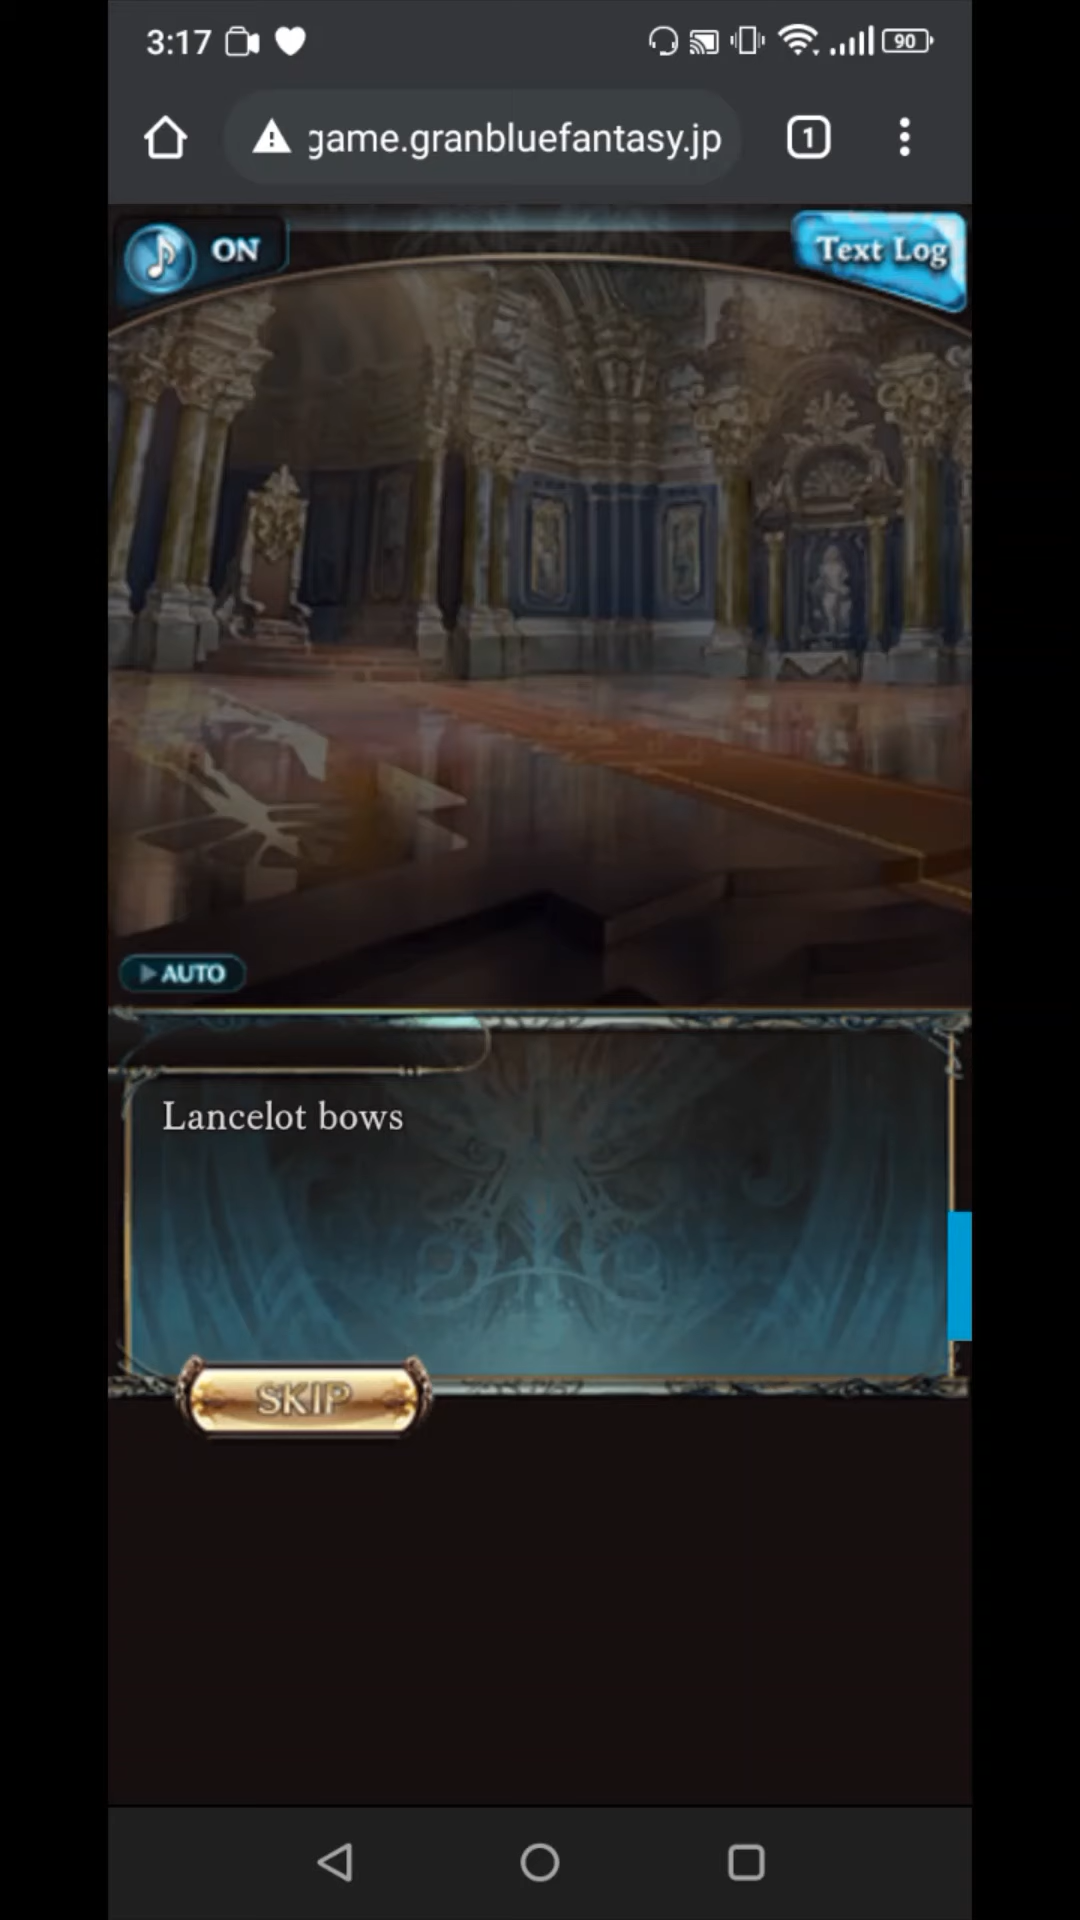 3:17
90
game.granbluefantasy.jp
1
ON
Text Log
AUTO
Lancelot bows
SKIP